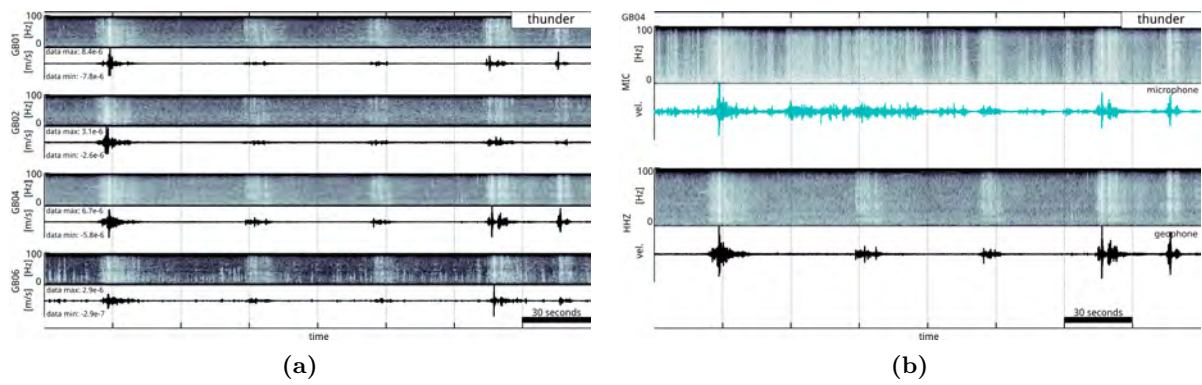 thunder
GB01
[m/s] [Hz]
100
0
data max: 8.4e-6
data min: -7.8e-6
GB02
[m/s] [Hz]
100
0
data max: 3.1e-6
data min: -2.6e-6
GB04
[m/s] [Hz]
100
0
data max: 6.7e-6
data min: -5.8e-6
GB06
[m/s] [Hz]
100
0
data max: 2.9e-6
data min: -2.9e-7
30 seconds
time
(a)
GB04
thunder
MIC
vel. [Hz]
100
0
microphone
HHZ
vel. [Hz]
100
0
geophone
30 seconds
time
(b)